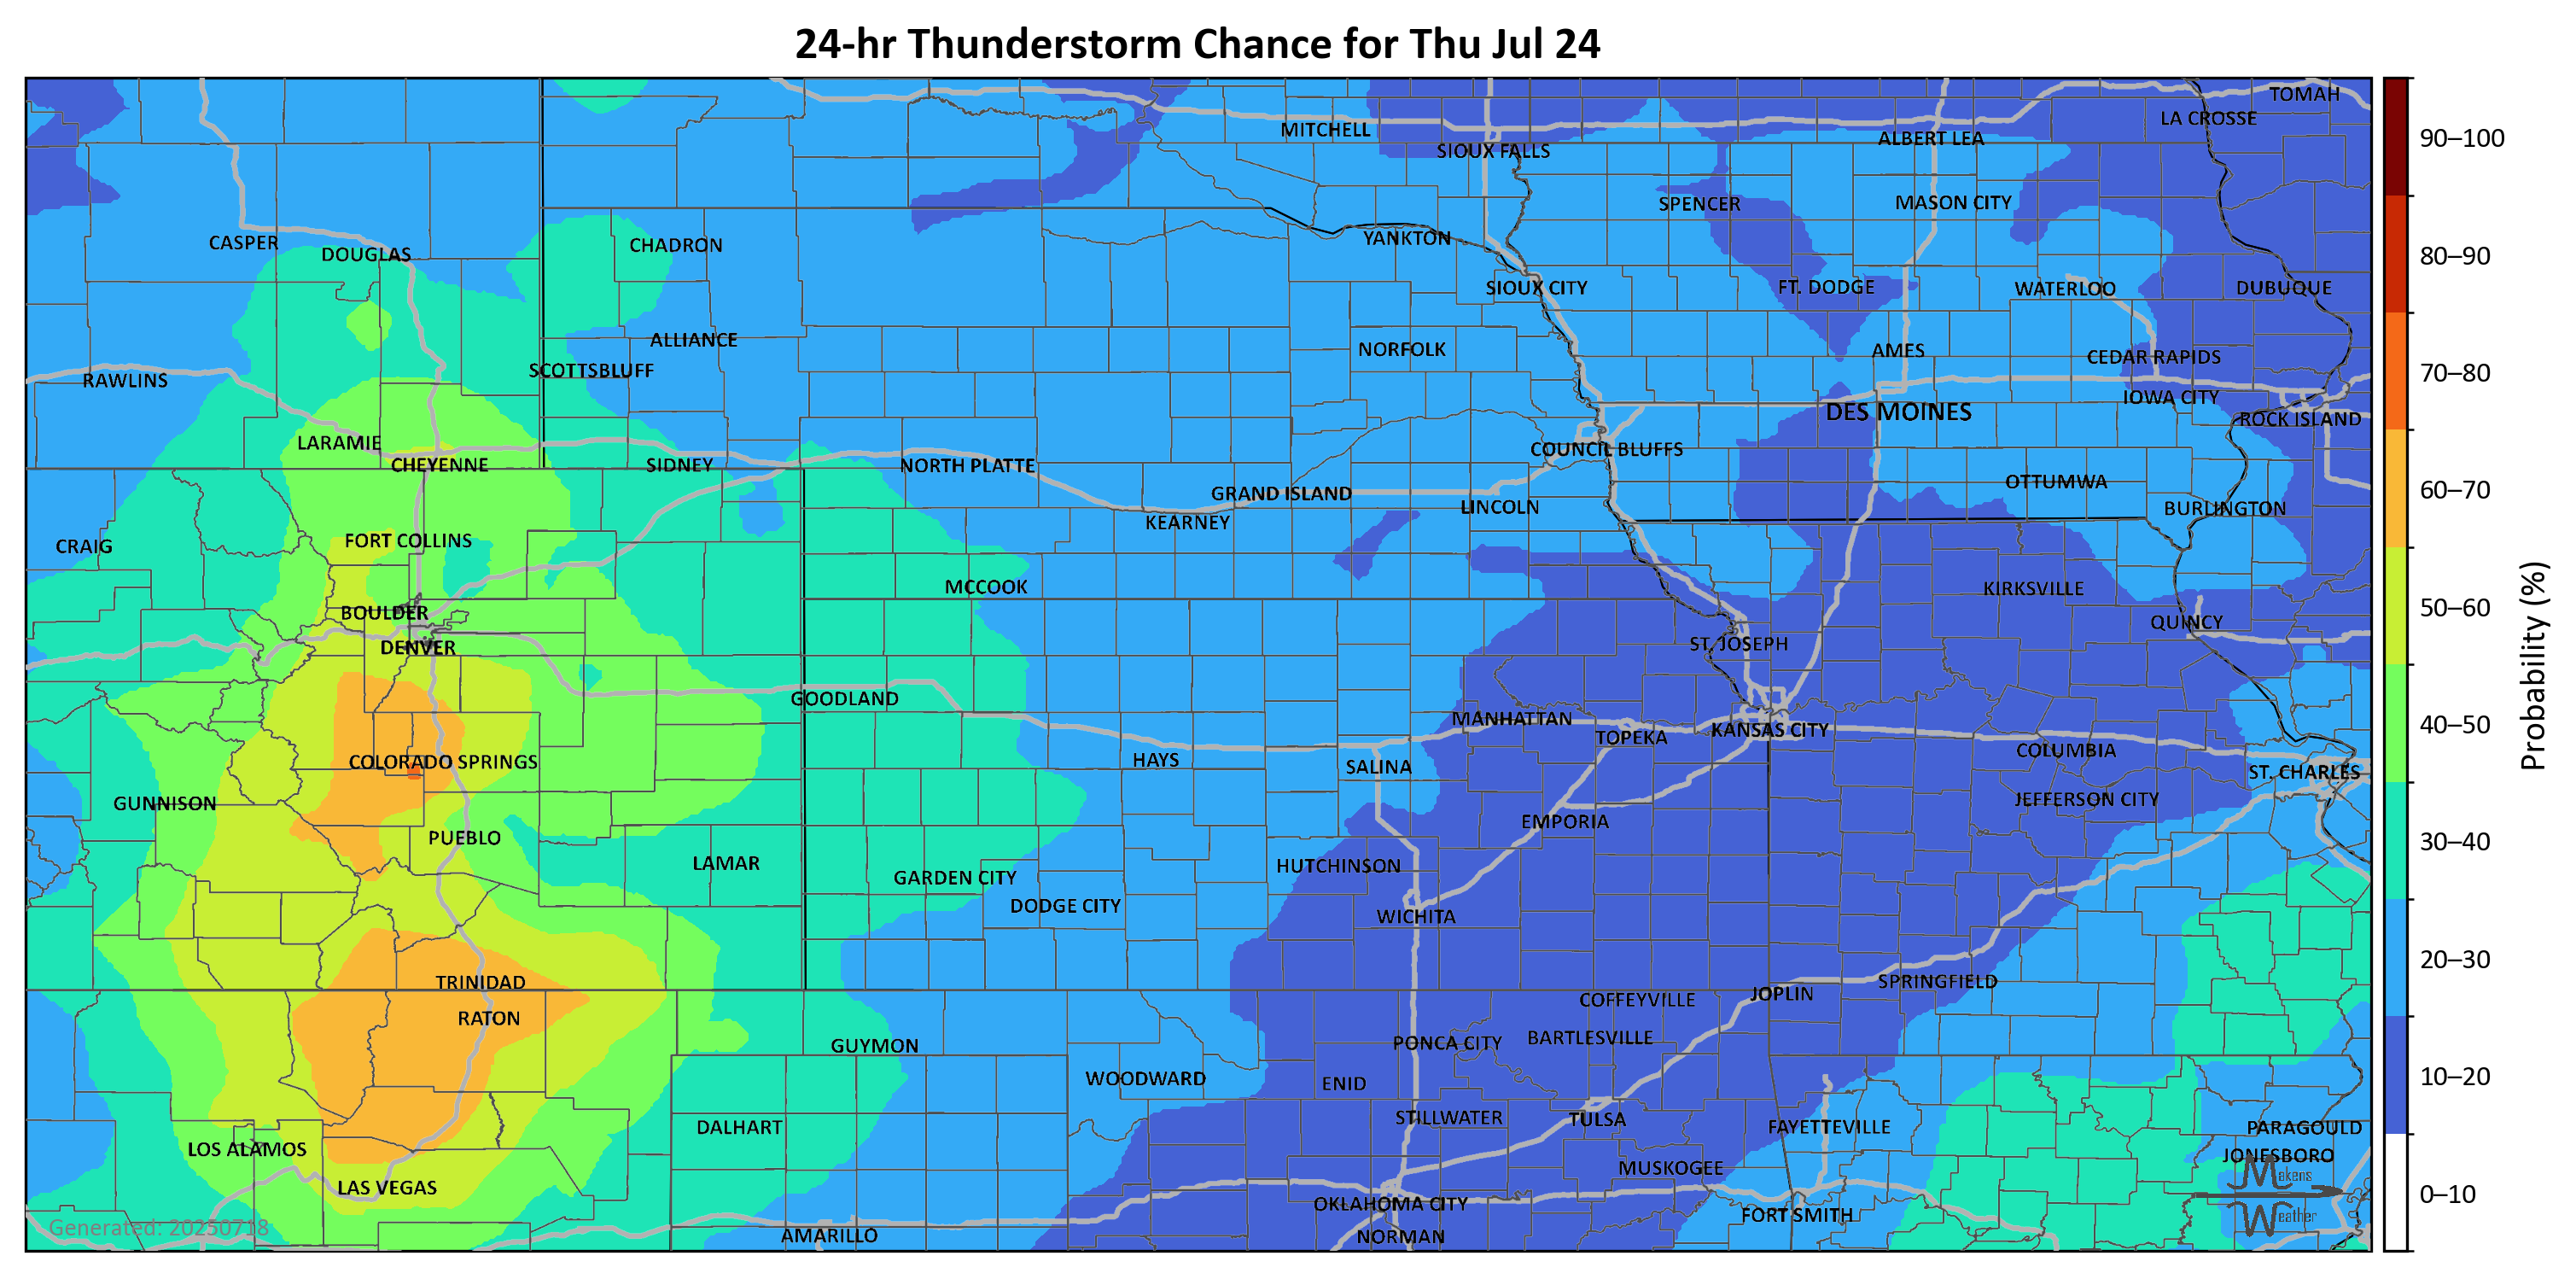 24-hr Thunderstorm Chance for Thu Jul 24
TOMAH
LA CROSSE
MITCHELL
ALBERT LEA
SIOUX FALLS
SPENCER
MASON CITY
CASPER
DOUGLAS
CHADRON
YANKTON
SIOUX CITY
FT. DODGE
WATERLOO
DUBUQUE
ALLIANCE
NORFOLK
AMES
CEDAR RAPIDS
RAWLINS
SCOTTSBLUFF
IOWA CITY
DES MOINES
ROCK ISLAND
LARAMIE
COUNCIL BLUFFS
CHEYENNE
SIDNEY
NORTH PLATTE
OTTUMWA
GRAND ISLAND
LINCOLN
BURLINGTON
KEARNEY
CRAIG
FORT COLLINS
MCCOOK
KIRKSVILLE
BOULDER
QUINCY
DENVER
ST. JOSEPH
GOODLAND
MANHATTAN
TOPEKA
KANSAS CITY
COLUMBIA
COLORADO SPRINGS
HAYS
SALINA
ST. CHARLES
GUNNISON
JEFFERSON CITY
PUEBLO
EMPORIA
LAMAR
HUTCHINSON
GARDEN CITY
DODGE CITY
WICHITA
TRINIDAD
SPRINGFIELD
JOPLIN
COFFEYVILLE
RATON
BARTLESVILLE
PONCA CITY
GUYMON
WOODWARD
ENID
STILLWATER
TULSA
DALHART
FAYETTEVILLE
PARAGOULD
LOS ALAMOS
JONESBORO
MUSKOGEE
LAS VEGAS
OKLAHOMA CITY
FORT SMITH
AMARILLO
NORMAN
Generated: 20250718
Makens
Weather
90–100
80–90
70–80
60–70
50–60
40–50
30–40
20–30
10–20
0–10
Probability (%)